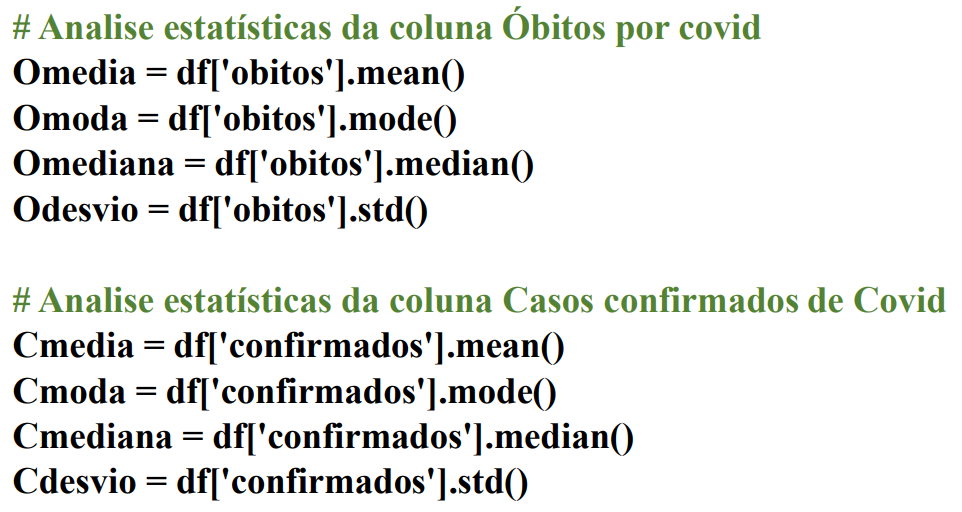 # Analise estatísticas da coluna Óbitos por covid
Omedia = df['obitos'].mean()
Omoda = df['obitos'].mode()
Omediana = df['obitos'].median()
Odesvio = df['obitos'].std()
# Analise estatísticas da coluna Casos confirmados de Covid
Cmedia = df['confirmados'].mean()
Cmoda = df['confirmados'].mode()
Cmediana = df['confirmados'].median()
Cdesvio = df['confirmados'].std()